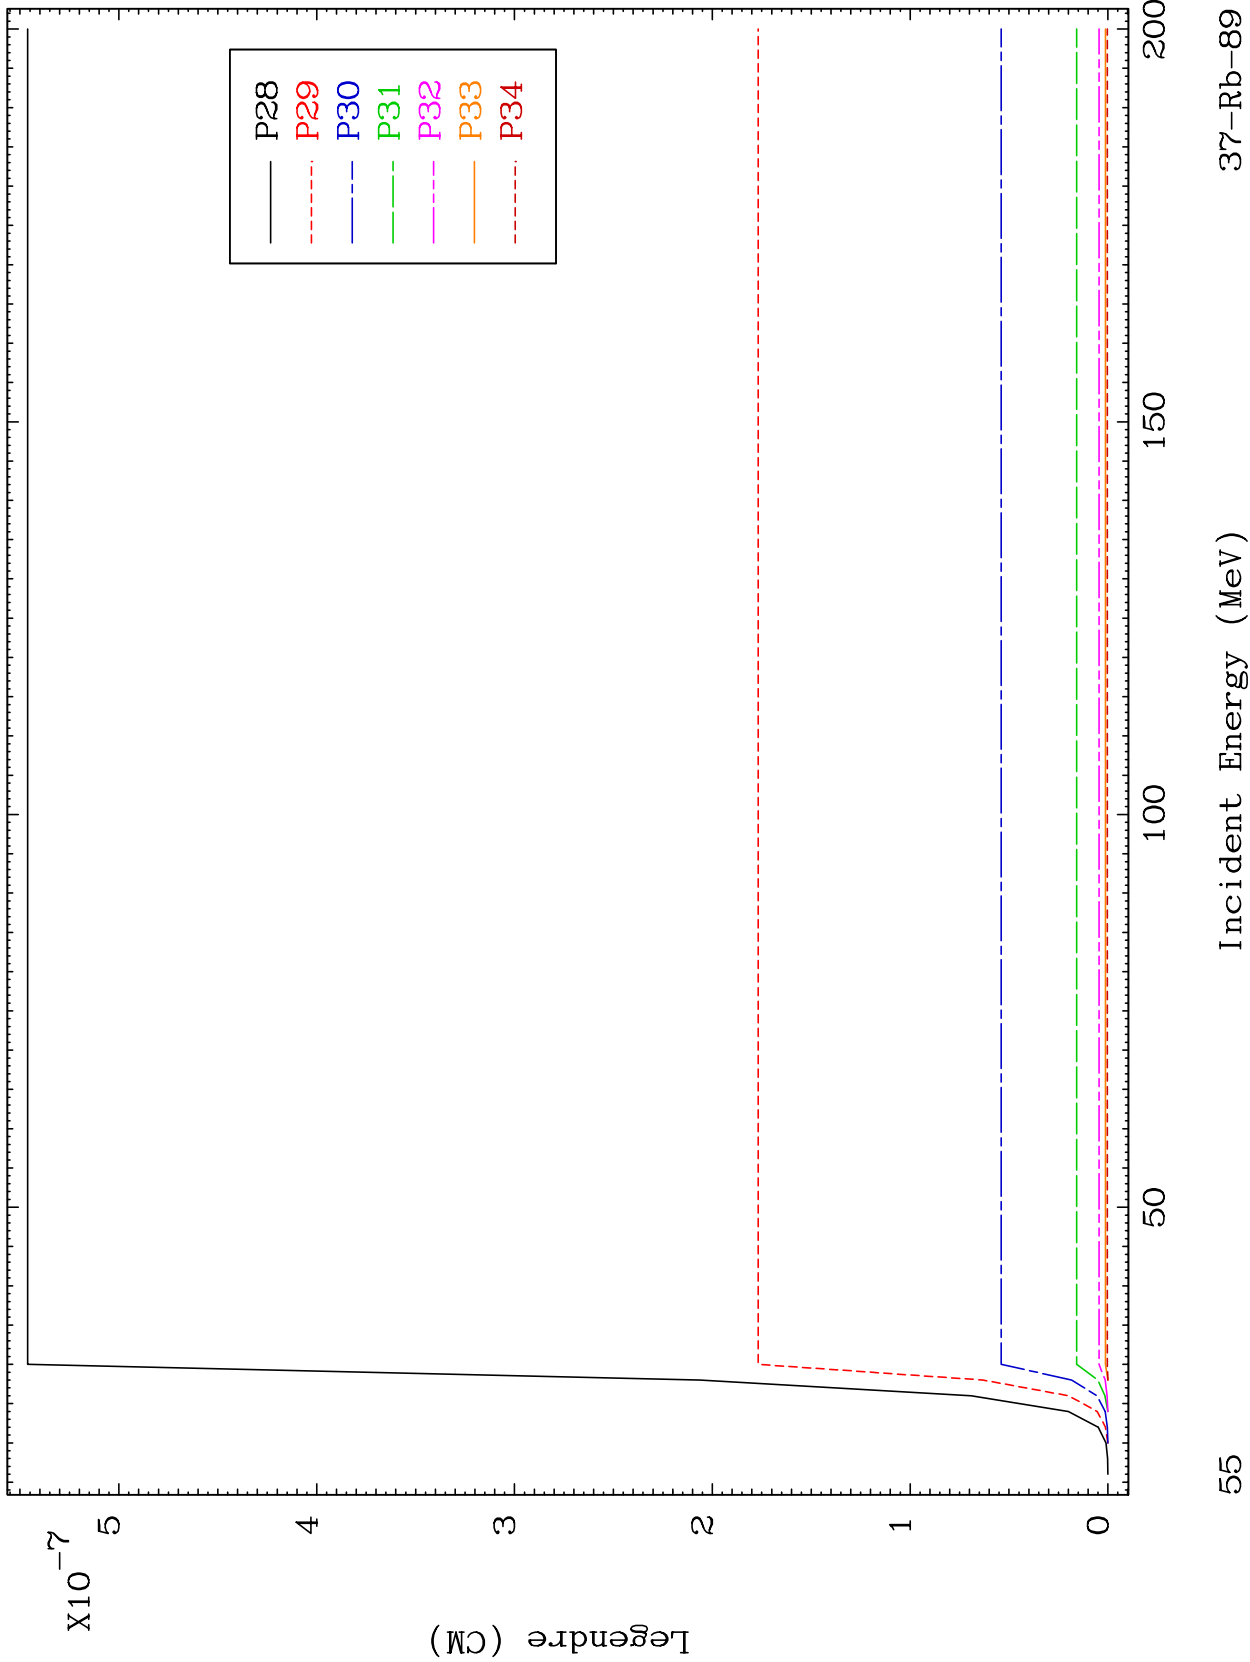 X10-7
5
4
3
2
1
0
Legendre (CM)
P28
P29
P30
P31
P32
P33
P34
50
100
150
200
Incident Energy (MeV)
55
37-Rb-89